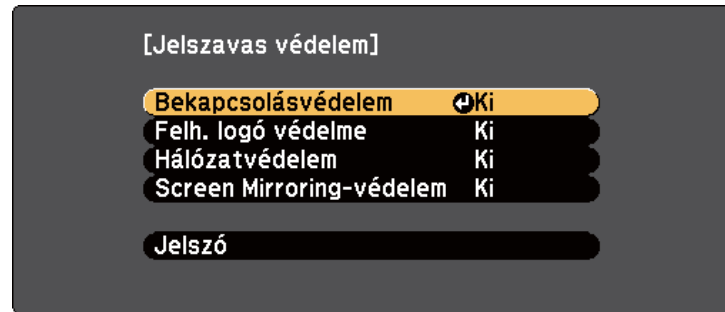 [Jelszavas védelem]
Bekapcsolásvédelem Ki
Felh. logó védelme Ki
Hálózatvédelem Ki
Screen Mirroring-védelem Ki
Jelszó